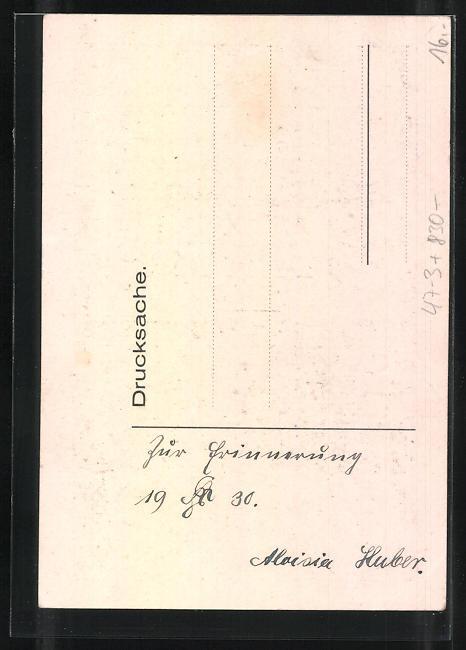 Drucksache.
Zur Erinnerung
19 30.
Aloisia Huber.
16.-
47-3+ 830-